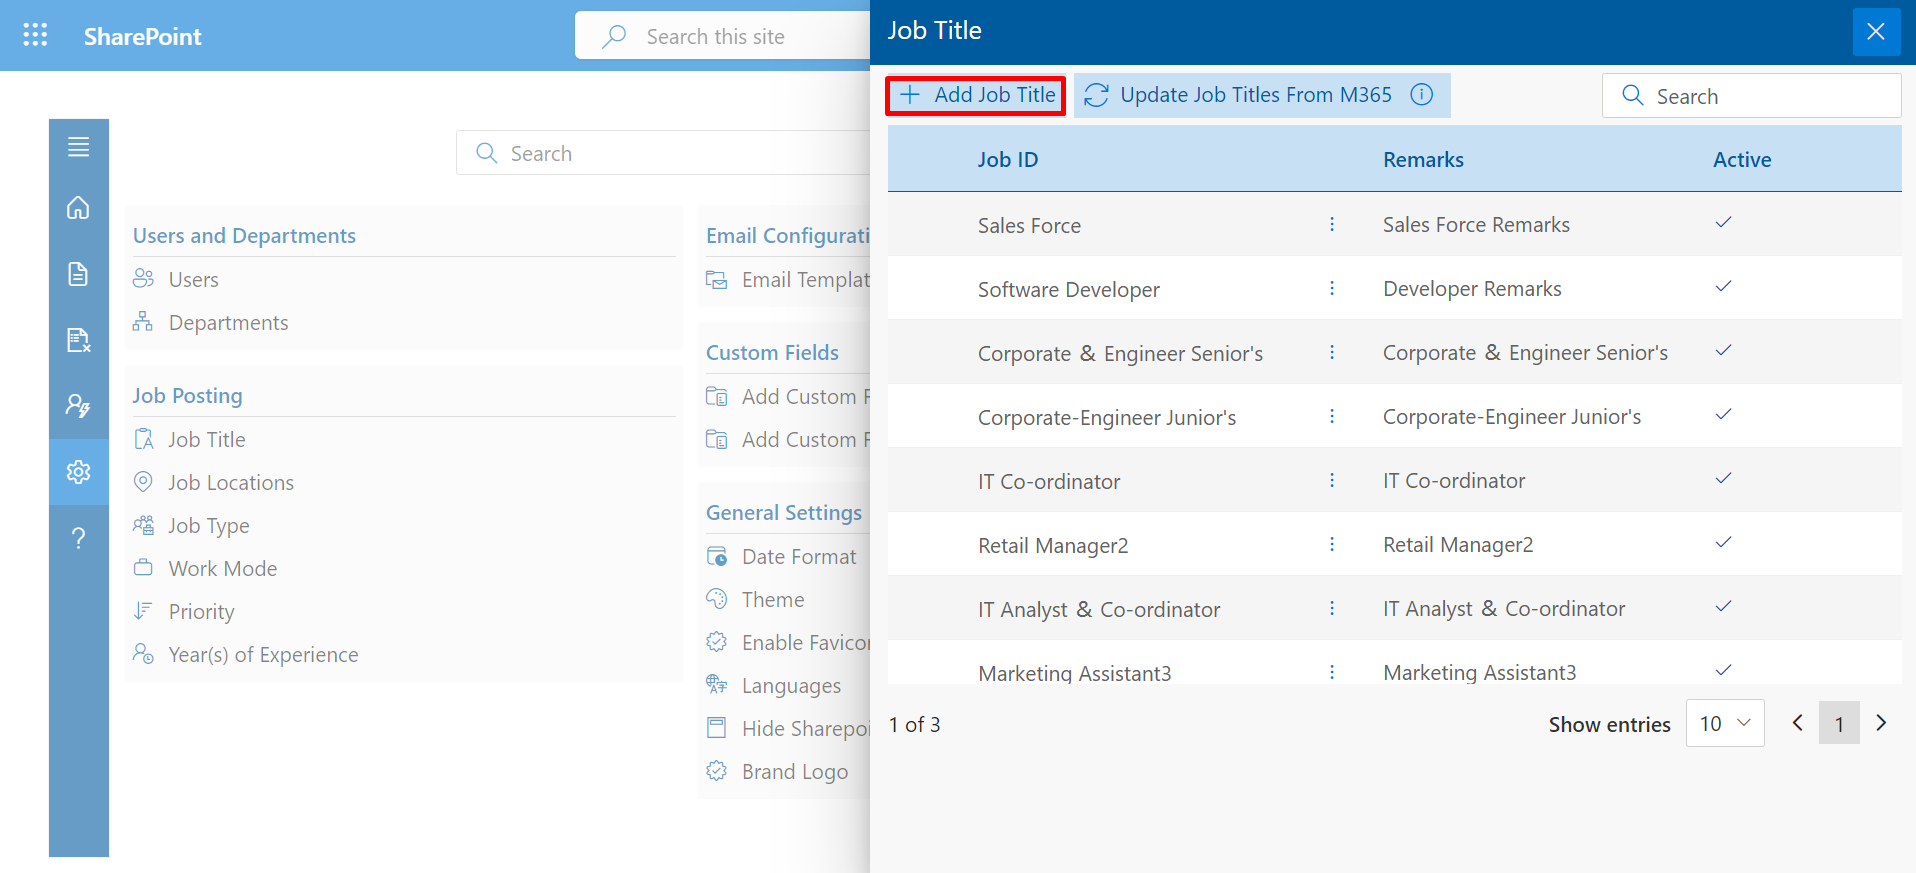 SharePoint
Search this site
Search
Users and Departments
Users
Departments
Job Posting
Job Title
Job Locations
Job Type
Work Mode
Priority
Year(s) of Experience
Email Configurati
Email Templat
Custom Fields
Add Custom F
Add Custom F
General Settings
Date Format
Theme
Enable Favico
Languages
Hide Sharepoi
Brand Logo
Job Title
Add Job Title
Update Job Titles From M365
Search
Job ID Remarks Active
Sales Force Sales Force Remarks
Software Developer Developer Remarks
Corporate & Engineer Senior's Corporate & Engineer Senior's
Corporate-Engineer Junior's Corporate-Engineer Junior's
IT Co-ordinator IT Co-ordinator
Retail Manager2 Retail Manager2
IT Analyst & Co-ordinator IT Analyst & Co-ordinator
Marketing Assistant3 Marketing Assistant3
1 of 3
Show entries 10 1